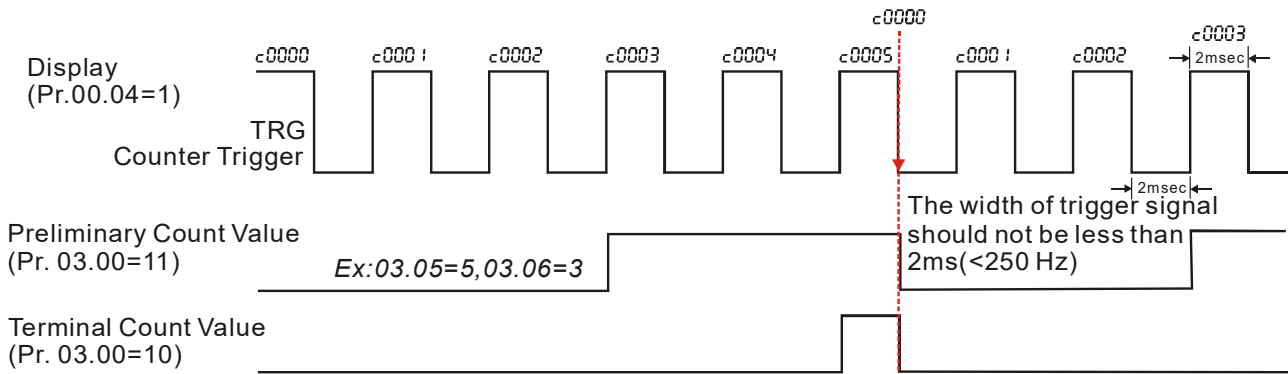 c0000
c0000 c0001 c0002 c0003 c0004 c0005 c0001 c0002 c0003
Display
(Pr.00.04=1)
2msec
TRG
Counter Trigger
2msec
Preliminary Count Value
(Pr. 03.00=11)
Ex:03.05=5,03.06=3
The width of trigger signal
should not be less than
2ms(<250 Hz)
Terminal Count Value
(Pr. 03.00=10)